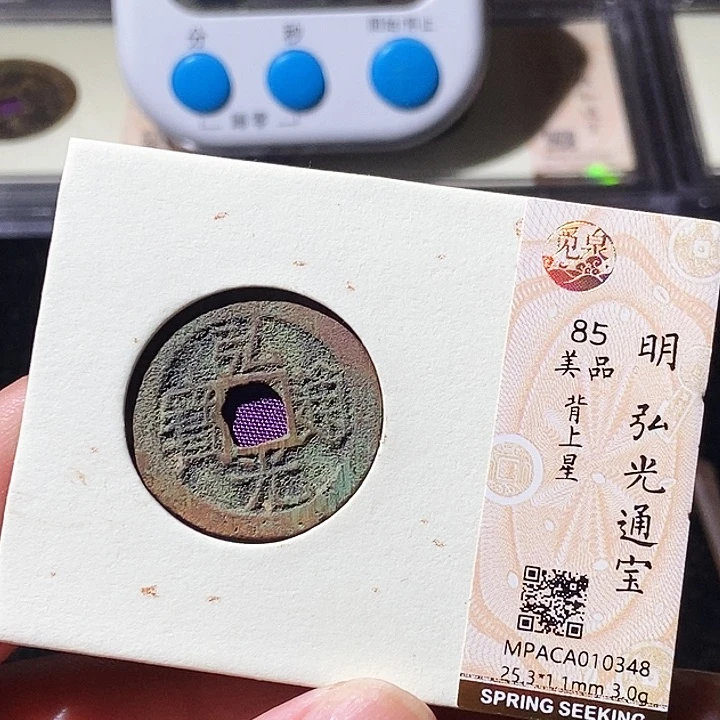 分 秒
觅泉
85
美品
背上星
明 弘光通宝
MPACA010348
25.3*1.1mm 3.0g
SPRING SEEKING
弘光通寶